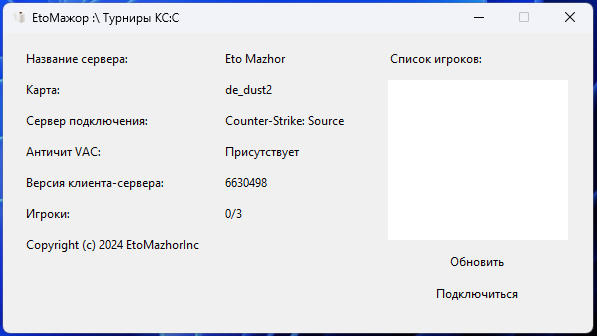 EtoМажор :\ Турниры КС:С
Название сервера: Eto Mazhor
Карта: de_dust2
Сервер подключения: Counter-Strike: Source
Античит VAC: Присутствует
Версия клиента-сервера: 6630498
Игроки: 0/3
Copyright (c) 2024 EtoMazhorInc
Список игроков:
Обновить
Подключиться